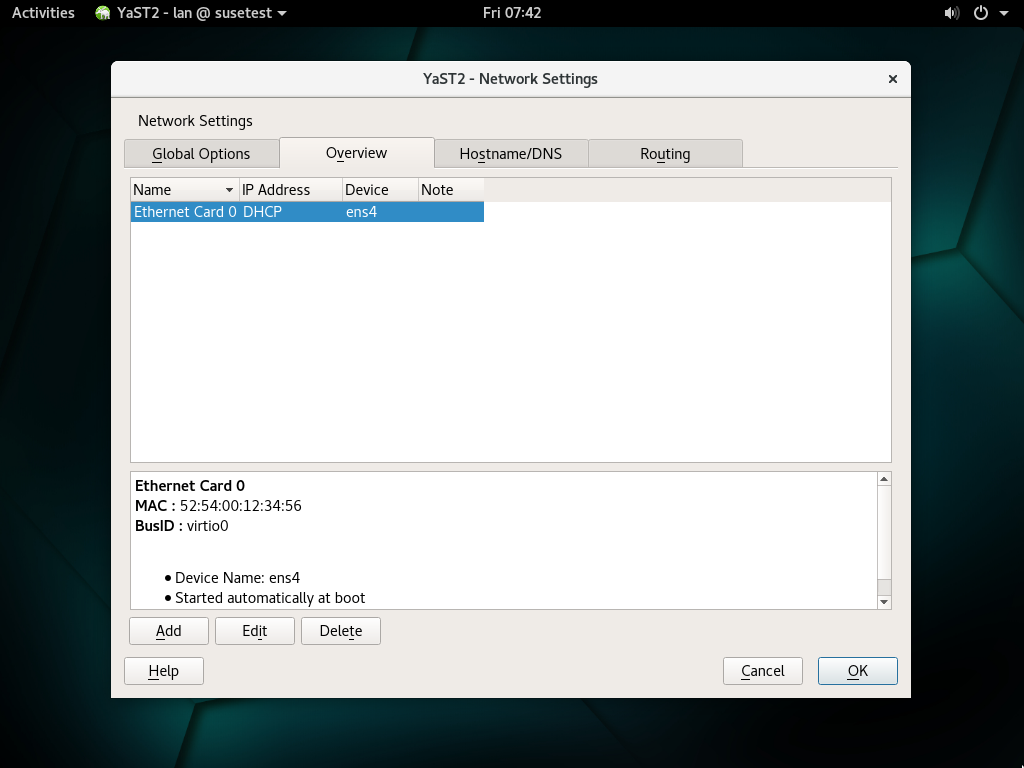 Activities YaST2 - lan @ susetest Fri 07:42
YaST2 - Network Settings
Network Settings
Global Options Overview Hostname/DNS Routing
Name IP Address Device Note
Ethernet Card 0 DHCP ens4
Ethernet Card 0
MAC : 52:54:00:12:34:56
BusID : virtio0
• Device Name: ens4
• Started automatically at boot
Add Edit Delete
Help Cancel OK